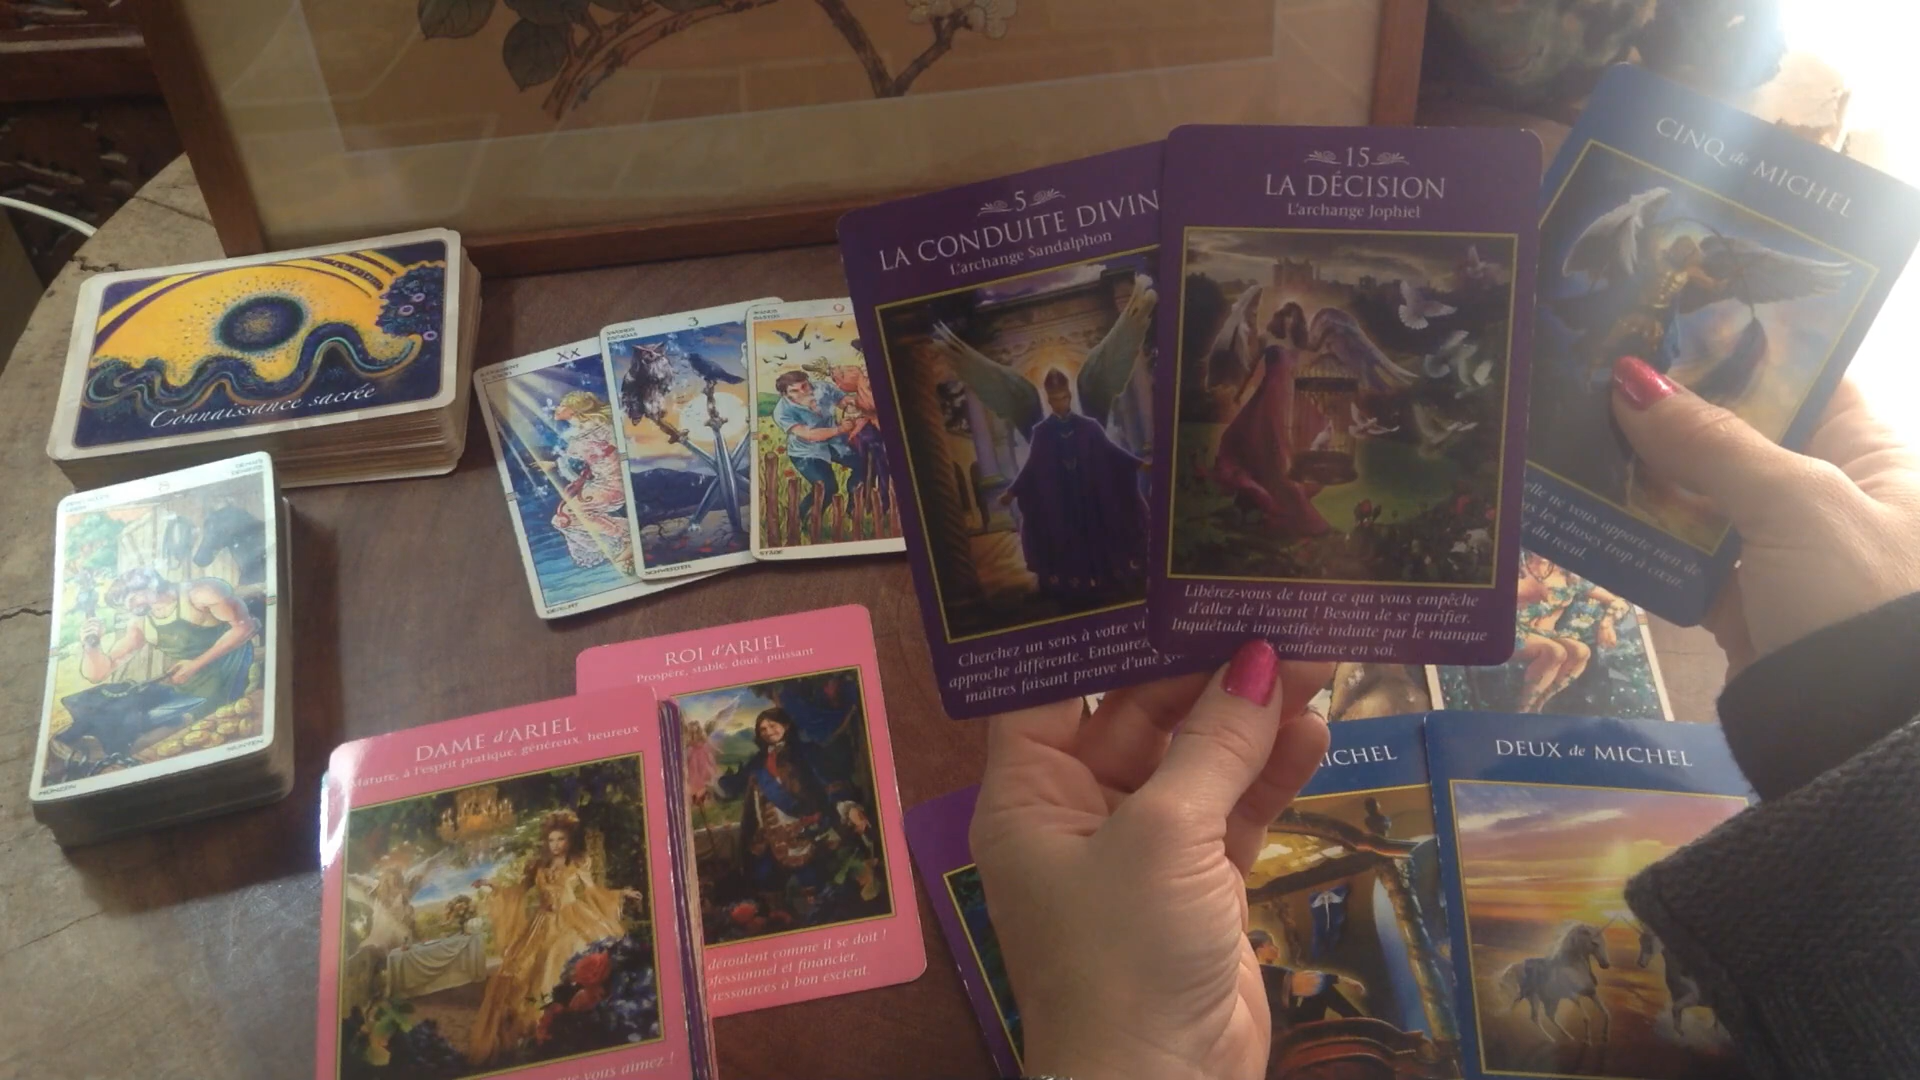 Connaissance sacrée
XX
3
9
5
LA CONDUITE DIVIN
L'archange Sandalphon
Cherchez un sens à votre vi
approche différente. Entourez
maîtres faisant preuve d'une
15
LA DÉCISION
L'archange Jophiel
Libérez-vous de tout ce qui vous empêche
d'aller de l'avant ! Besoin de se purifier.
Inquiétude injustifiée induite par le manque
confiance en soi.
CINQ de MICHEL
elle ne vous apporte rien de
les choses trop à cœur.
du recul.
ROI d'ARIEL
Prospère, stable, doué, puissant
déroulent comme il se doit !
ofessionnel et financier.
ressources à bon escient.
DAME d'ARIEL
Mature, à l'esprit pratique, généreux, heureux
que vous aimez !
ICHEL
DEUX de MICHEL